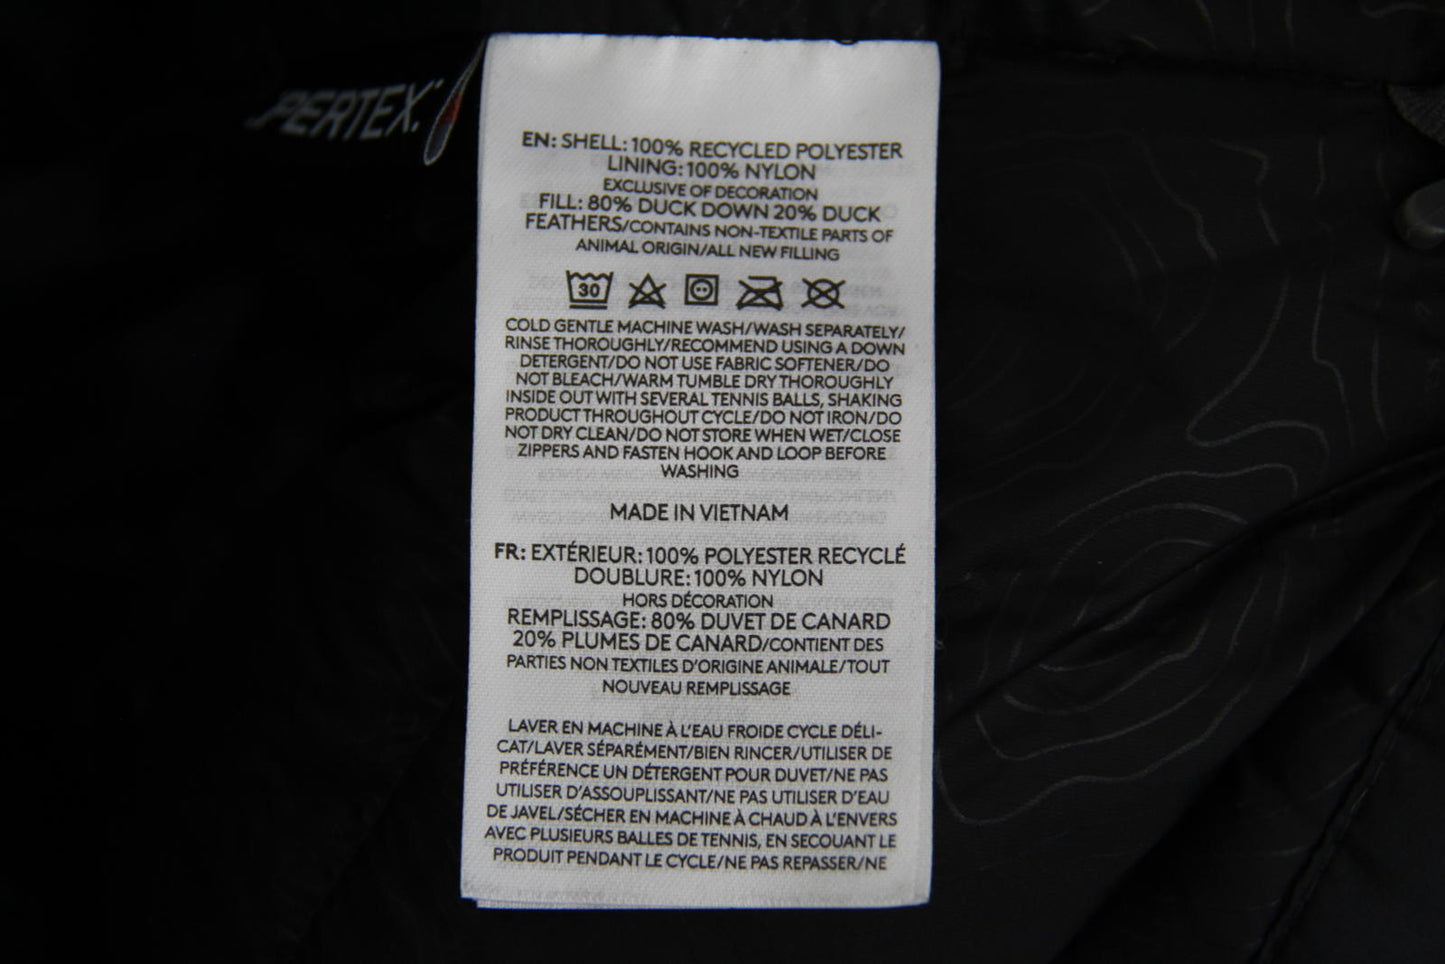 PERTEX
EN: SHELL: 100% RECYCLED POLYESTER
LINING: 100% NYLON
EXCLUSIVE OF DECORATION
FILL: 80% DUCK DOWN 20% DUCK
FEATHERS/CONTAINS NON-TEXTILE PARTS OF
ANIMAL ORIGIN/ALL NEW FILLING
30
COLD GENTLE MACHINE WASH/WASH SEPARATELY/
RINSE THOROUGHLY/RECOMMEND USING A DOWN
DETERGENT/DO NOT USE FABRIC SOFTENER/DO
NOT BLEACH/WARM TUMBLE DRY THOROUGHLY
INSIDE OUT WITH SEVERAL TENNIS BALLS, SHAKING
PRODUCT THROUGHOUT CYCLE/DO NOT IRON/DO
NOT DRY CLEAN/DO NOT STORE WHEN WET/CLOSE
ZIPPERS AND FASTEN HOOK AND LOOP BEFORE
WASHING
MADE IN VIETNAM
FR: EXTÉRIEUR: 100% POLYESTER RECYCLÉ
DOUBLURE: 100% NYLON
HORS DÉCORATION
REMPLISSAGE: 80% DUVET DE CANARD
20% PLUMES DE CANARD/CONTIENT DES
PARTIES NON TEXTILES D'ORIGINE ANIMALE/TOUT
NOUVEAU REMPLISSAGE
LAVER EN MACHINE À L'EAU FROIDE CYCLE DÉLI-
CAT/LAVER SÉPARÉMENT/BIEN RINCER/UTILISER DE
PRÉFÉRENCE UN DÉTERGENT POUR DUVET/NE PAS
UTILISER D'ASSOUPLISSANT/NE PAS UTILISER D'EAU
DE JAVEL/SÉCHER EN MACHINE À CHAUD À L'ENVERS
AVEC PLUSIEURS BALLES DE TENNIS, EN SECOUANT LE
PRODUIT PENDANT LE CYCLE/NE PAS REPASSER/NE